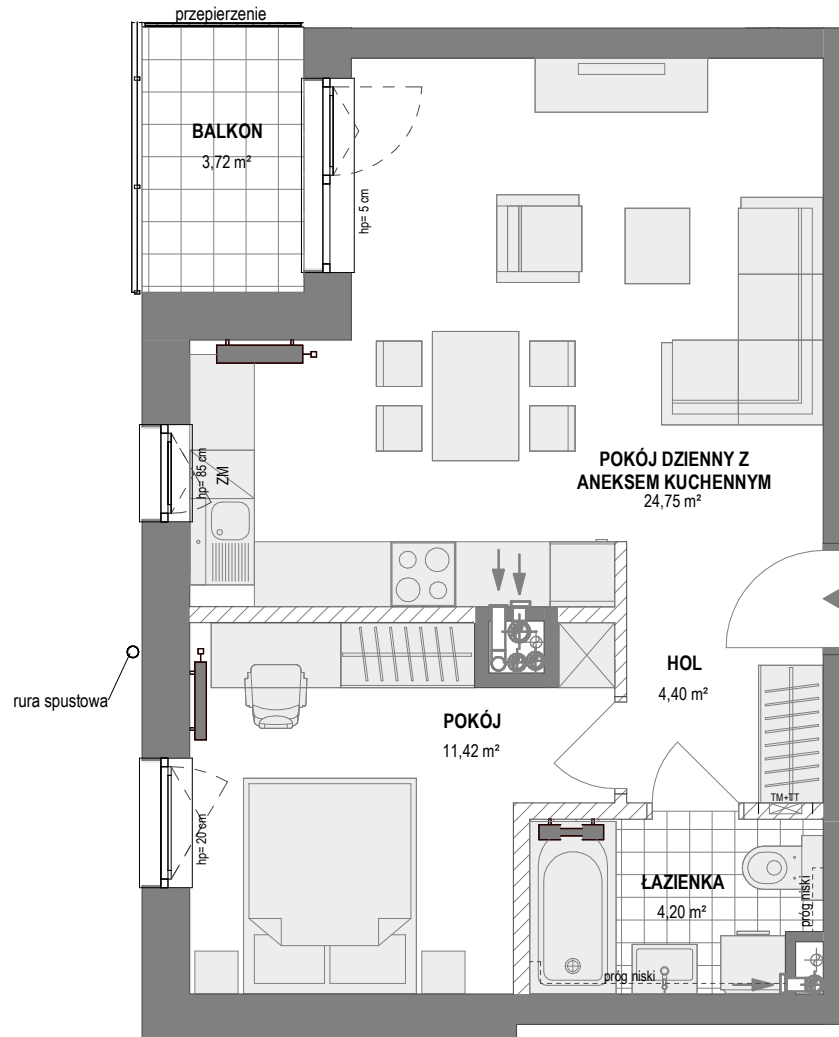 przepierzenie
BALKON
3,72 m²
hp= 5 cm
POKÓJ DZIENNY Z
ANEKSEM KUCHENNYM
24,75 m²
hp= 85 cm
ZM
rura spustowa
HOL
4,40 m²
POKÓJ
11,42 m²
hp= 20 cm
TM+TT
ŁAZIENKA
4,20 m²
próg niski
próg niski